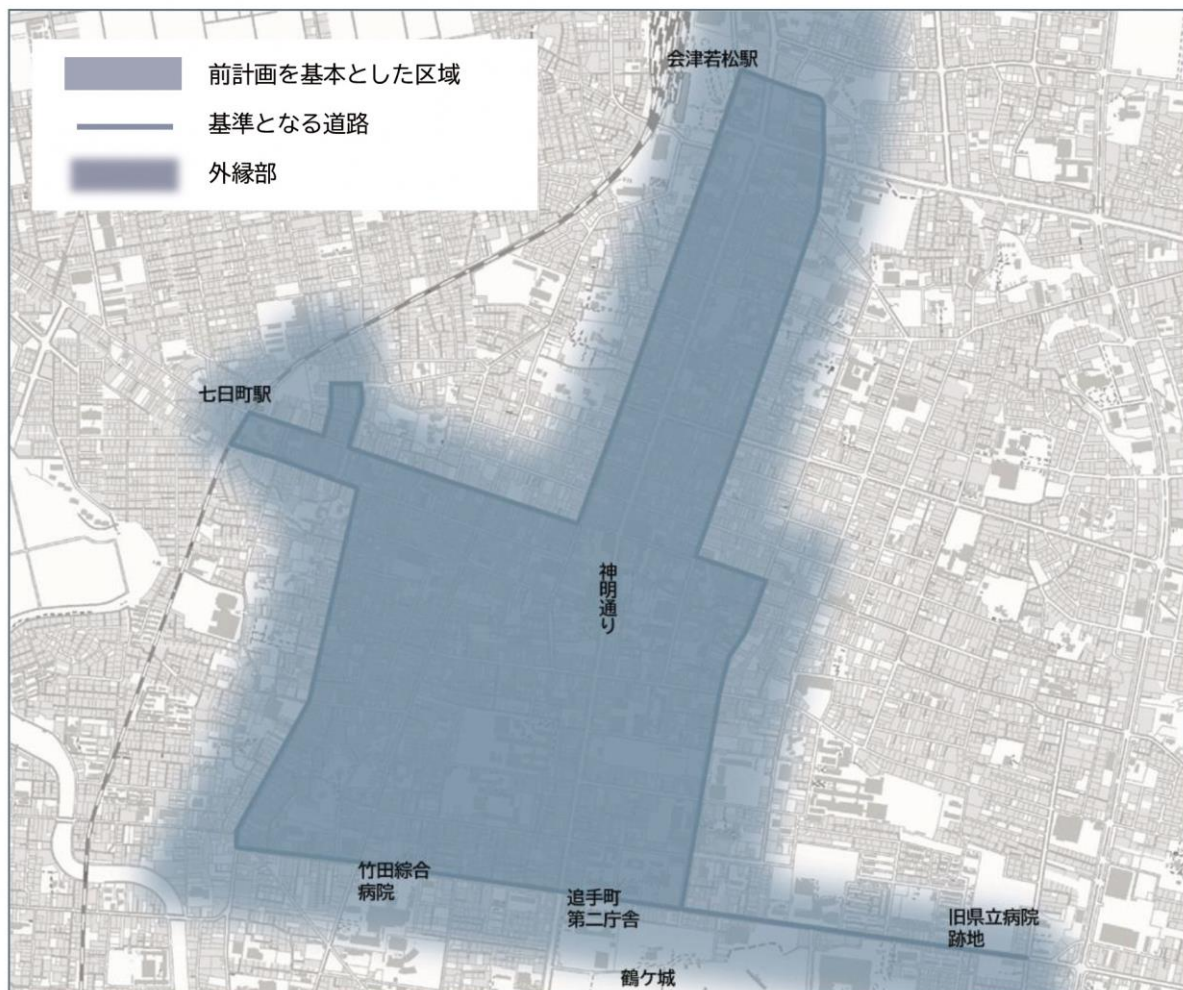 前計画を基本とした区域
基準となる道路
外縁部
会津若松駅
七日町駅
神明通り
竹田綜合
病院
追手町
第二庁舎
旧県立病院
跡地
鶴ケ城